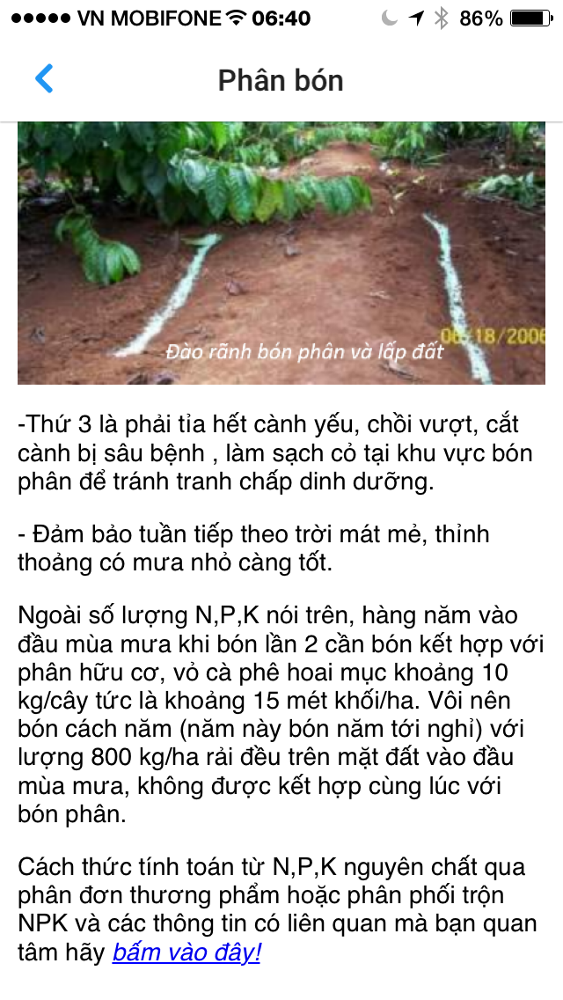 VN MOBIFONE 06:40 86%
Phân bón
06/18/2006
Đào rãnh bón phân và lấp đất
-Thứ 3 là phải tỉa hết cành yếu, chồi vượt, cắt
cành bị sâu bệnh , làm sạch cỏ tại khu vực bón
phân để tránh tranh chấp dinh dưỡng.
- Đảm bảo tuần tiếp theo trời mát mẻ, thỉnh
thoảng có mưa nhỏ càng tốt.
Ngoài số lượng N,P,K nói trên, hàng năm vào
đầu mùa mưa khi bón lần 2 cần bón kết hợp với
phân hữu cơ, vỏ cà phê hoai mục khoảng 10
kg/cây tức là khoảng 15 mét khối/ha. Vôi nên
bón cách năm (năm này bón năm tới nghỉ) với
lượng 800 kg/ha rải đều trên mặt đất vào đầu
mùa mưa, không được kết hợp cùng lúc với
bón phân.
Cách thức tính toán từ N,P,K nguyên chất qua
phân đơn thương phẩm hoặc phân phối trộn
NPK và các thông tin có liên quan mà bạn quan
tâm hãy bấm vào đây!